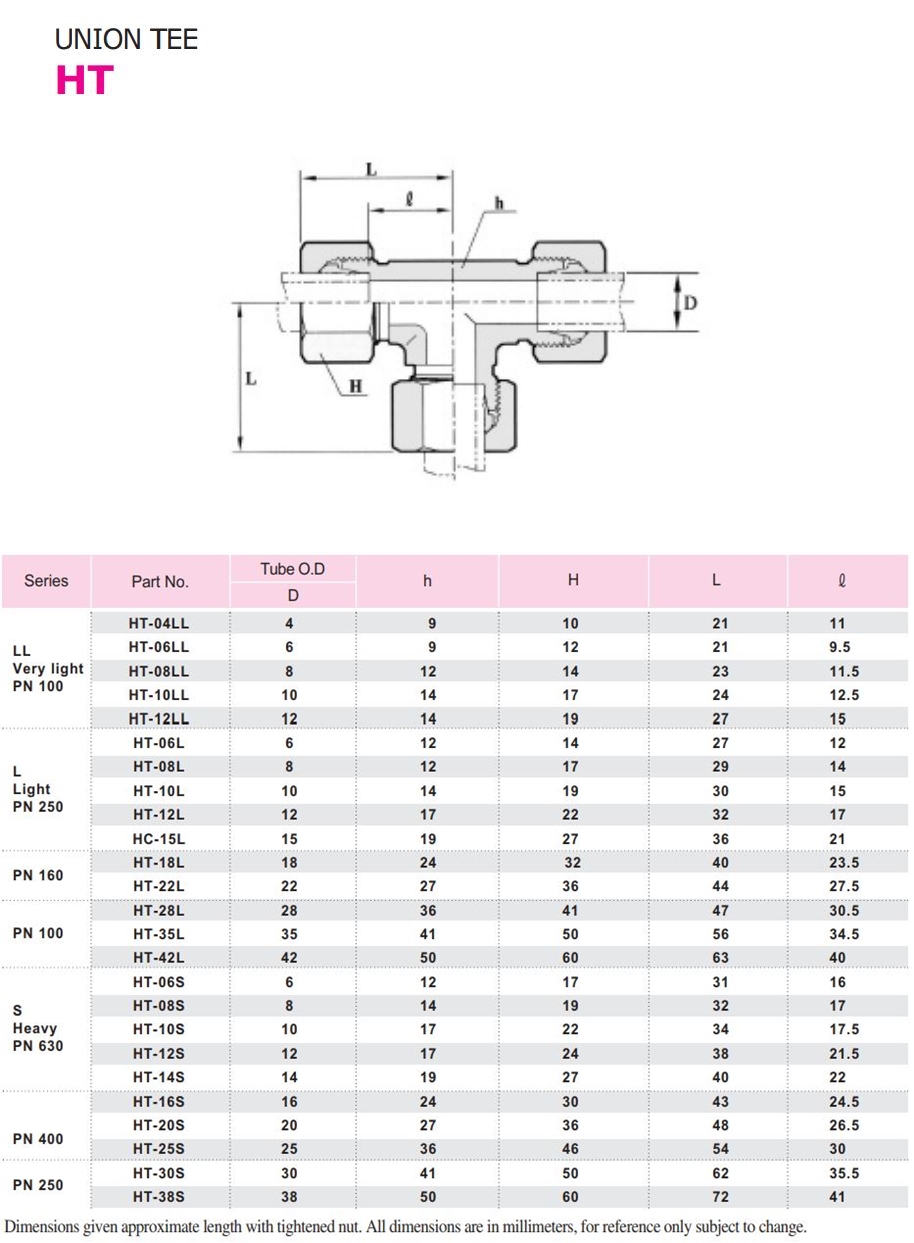 UNION TEE
HT
L
ℓ
h
D
L
H
Series Part No. Tube O.D D h H L ℓ
LL
Very light
PN 100
HT-04LL 4 9 10 21 11
HT-06LL 6 9 12 21 9.5
HT-08LL 8 12 14 23 11.5
HT-10LL 10 14 17 24 12.5
HT-12LL 12 14 19 27 15
L
Light
PN 250
HT-06L 6 12 14 27 12
HT-08L 8 12 17 29 14
HT-10L 10 14 19 30 15
HT-12L 12 17 22 32 17
HC-15L 15 19 27 36 21
PN 160
HT-18L 18 24 32 40 23.5
HT-22L 22 27 36 44 27.5
PN 100
HT-28L 28 36 41 47 30.5
HT-35L 35 41 50 56 34.5
HT-42L 42 50 60 63 40
S
Heavy
PN 630
HT-06S 6 12 17 31 16
HT-08S 8 14 19 32 17
HT-10S 10 17 22 34 17.5
HT-12S 12 17 24 38 21.5
HT-14S 14 19 27 40 22
PN 400
HT-16S 16 24 30 43 24.5
HT-20S 20 27 36 48 26.5
HT-25S 25 36 46 54 30
PN 250
HT-30S 30 41 50 62 35.5
HT-38S 38 50 60 72 41
Dimensions given approximate length with tightened nut. All dimensions are in millimeters, for reference only subject to change.